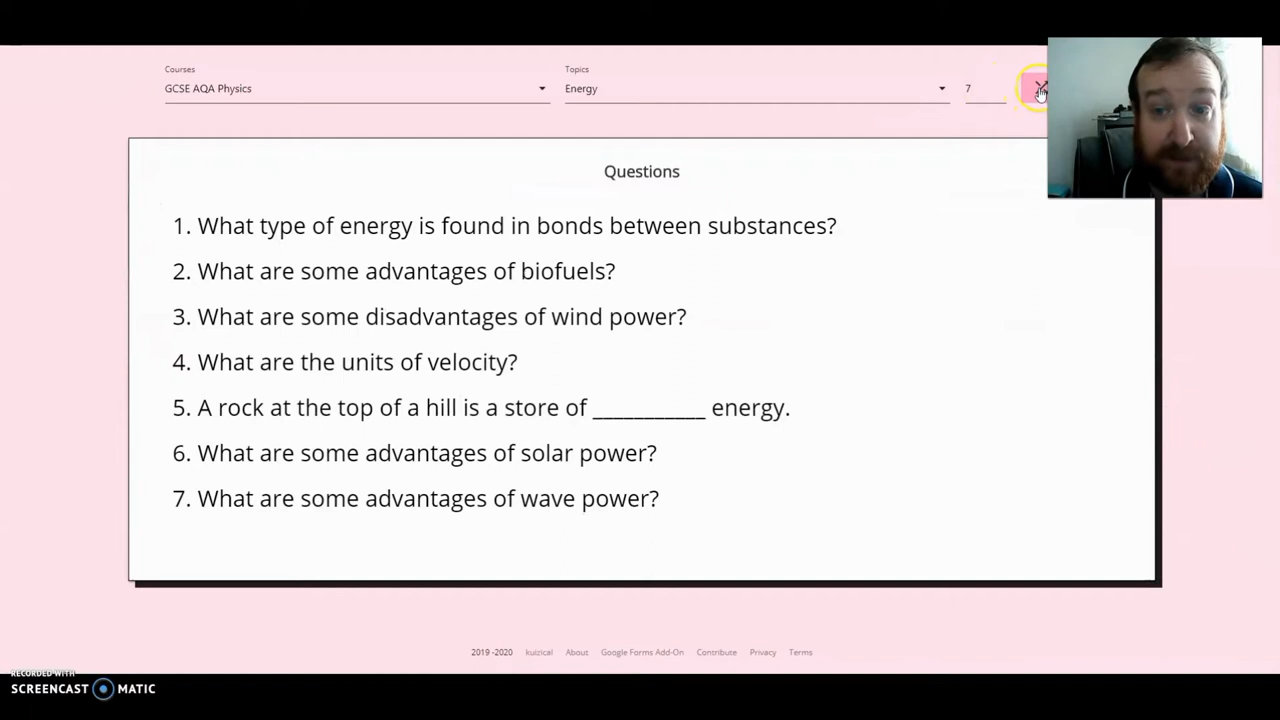 Courses
Topics
GCSE AQA Physics
Energy
7
Questions
1. What type of energy is found in bonds between substances?
2. What are some advantages of biofuels?
3. What are some disadvantages of wind power?
4. What are the units of velocity?
5. A rock at the top of a hill is a store of ___________ energy.
6. What are some advantages of solar power?
7. What are some advantages of wave power?
2019 -2020 kuizical About Google Forms Add-On Contribute Privacy Terms
RECORDED WITH
SCREENCAST MATIC